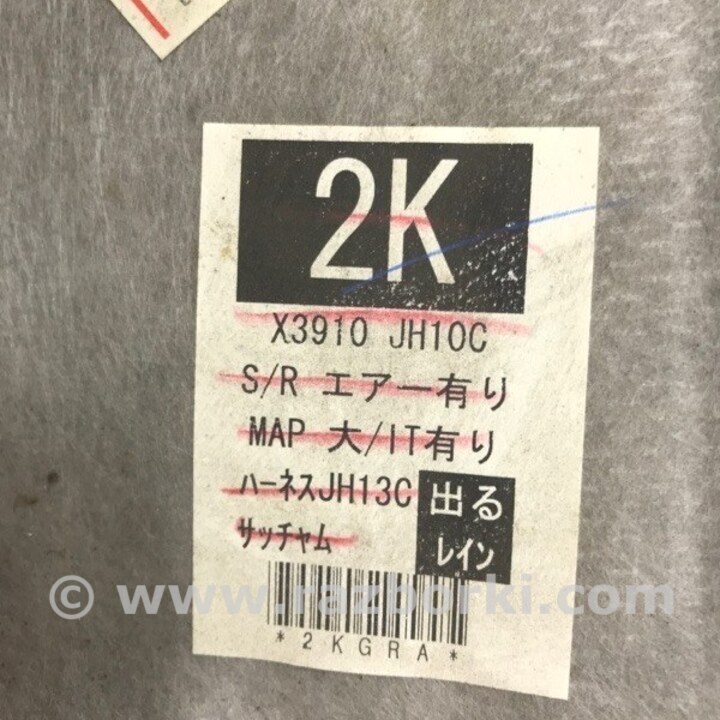 2K
X3910 JH10C
S/R エアー有り
MAP 大/IT有り
ハーネスJH13C
出る
レイン
サッチャム
*2KGRA*
© www.razborki.com